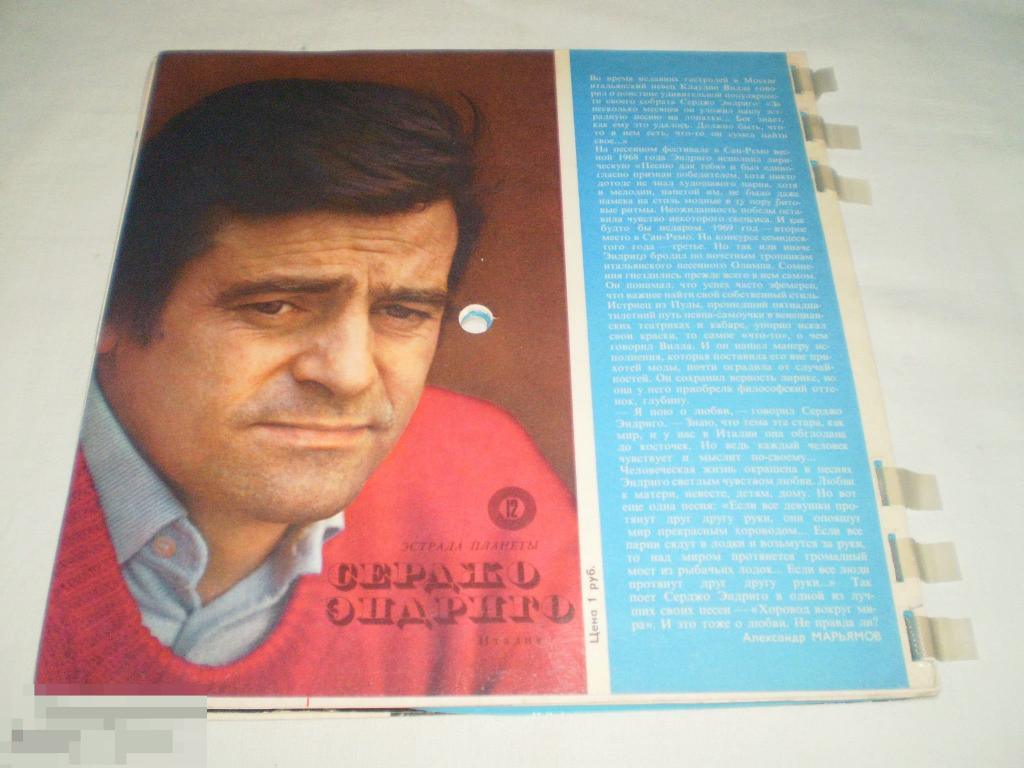 12
ЭСТРАДА ПЛАНЕТЫ
СЕРДЖО
ЭНДРИГО
Италия
Цена 1 руб.
Во время недавних гастролей в Москве
итальянский певец Клаудио Вилла гово-
рил о поистине удивительной популярнос-
ти своего собрата Серджо Эндриго: «За
несколько месяцев он уложил нашу эст-
радную песню на лопатки... Бог знает,
как ему это удалось. Должно быть, что-
то в нем есть, что-то он сумел найти
свое...»
На песенном фестивале в Сан-Ремо вес-
ной 1968 года Эндриго исполнил лири-
ческую «Песню для тебя» и был едино-
гласно признан победителем, хотя никто
дотоле не знал худощавого парня, хотя
в мелодии, напетой им, не было даже
намека на столь модные в ту пору бито-
вые ритмы. Неожиданность победы оста-
вила чувство некоторого скепсиса. И как
будто бы недаром. 1969 год — второе
место в Сан-Ремо. На конкурсе семидеся-
того года — третье. Но так или иначе
Эндриго бродил по почетным тропинкам
итальянского песенного Олимпа. Сомне-
ния гнездились прежде всего в нем самом.
Он понимал, что успех часто эфемерен,
что важнее найти свой собственный стиль.
Истриец из Пулы, прошедший пятнадца-
тилетний путь певца-самоучки в венециан-
ских театриках и кабаре, упорно искал
свои краски, то самое «что-то», о чем
говорил Вилла. И он нашел манеру ис-
полнения, которая поставила его вне при-
хотей моды, почти оградила от случай-
ностей. Он сохранил верность лирике, но
она у него приобрела философский отте-
нок, глубину.
— Я пою о любви, — говорил Серджо
Эндриго. — Знаю, что тема эта стара, как
мир, и у нас в Италии она обглодана
до косточек. Но ведь каждый человек
чувствует и мыслит по-своему...
Человеческая жизнь окрашена в песнях
Эндриго светлым чувством любви. Любви
к матери, невесте, детям, дому. Но вот
еще одна песня: «Если все девушки про-
тянут друг другу руки, они опояшут
мир прекрасным хороводом... Если все
парни сядут в лодки и возьмутся за руки,
то над миром протянется громадный
мост из рыбачьих лодок... Если все люди
протянут друг другу руки...» Так
поет Серджо Эндриго в одной из луч-
ших своих песен — «Хоровод вокруг ми-
ра». И это тоже о любви. Не правда ли?
Александр МАРЬЯМОВ